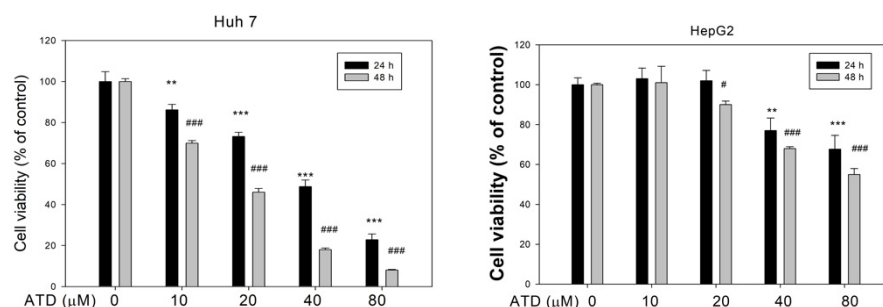 Huh 7
Cell viability (% of control)
120
100
80
60
40
20
0
24 h
48 h
**
###
***
###
***
###
***
###
ATD (μM) 0 10 20 40 80
HepG2
Cell viability (% of control)
120
100
80
60
40
20
0
24 h
48 h
#
**
###
***
###
ATD (μM) 0 10 20 40 80